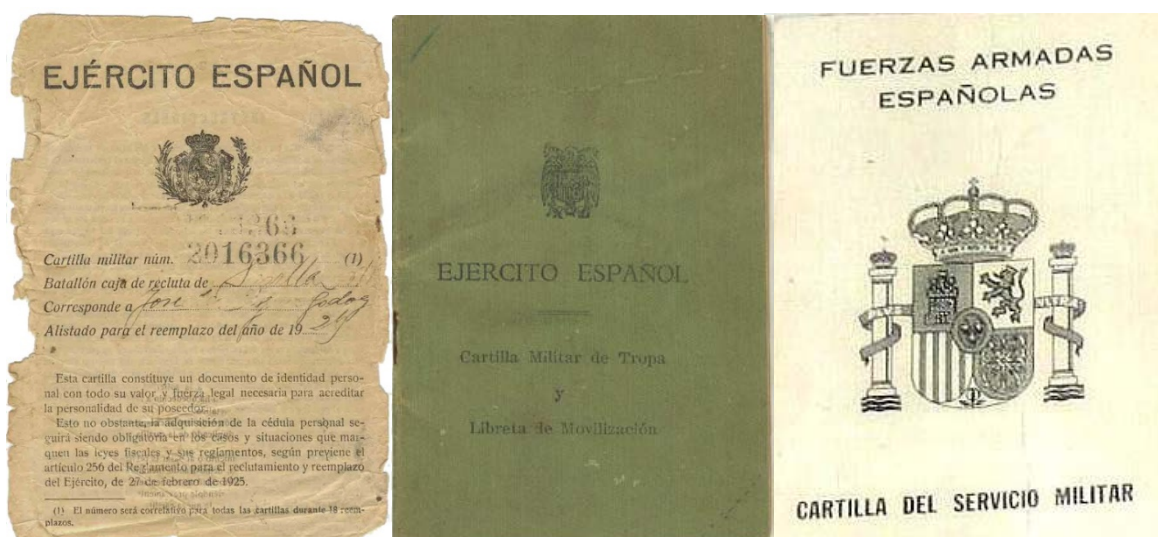 EJÉRCITO ESPAÑOL
2016366
Cartilla militar núm. (1)
Batallón caja de recluta de
Corresponde a José
Alistado para el reemplazo del año de 19
Esta cartilla constituye un documento de identidad perso-
nal con todo su valor y fuerza legal necesaria para acreditar
la personalidad de su poseedor.
Esto no obstante, la adquisición de la cédula personal se-
guirá siendo obligatoria en los casos y situaciones que mar-
quen las leyes fiscales y sus reglamentos, según previene el
artículo 256 del Reglamento para el reclutamiento y reemplazo
del Ejército, de 27 de febrero de 1925.
(1) El número será correlativo para todas las cartillas durante 18 reem-
plazos.
EJERCITO ESPAÑOL
Cartilla Militar de Tropa
y
Libreta de Movilización
FUERZAS ARMADAS
ESPAÑOLAS
CARTILLA DEL SERVICIO MILITAR